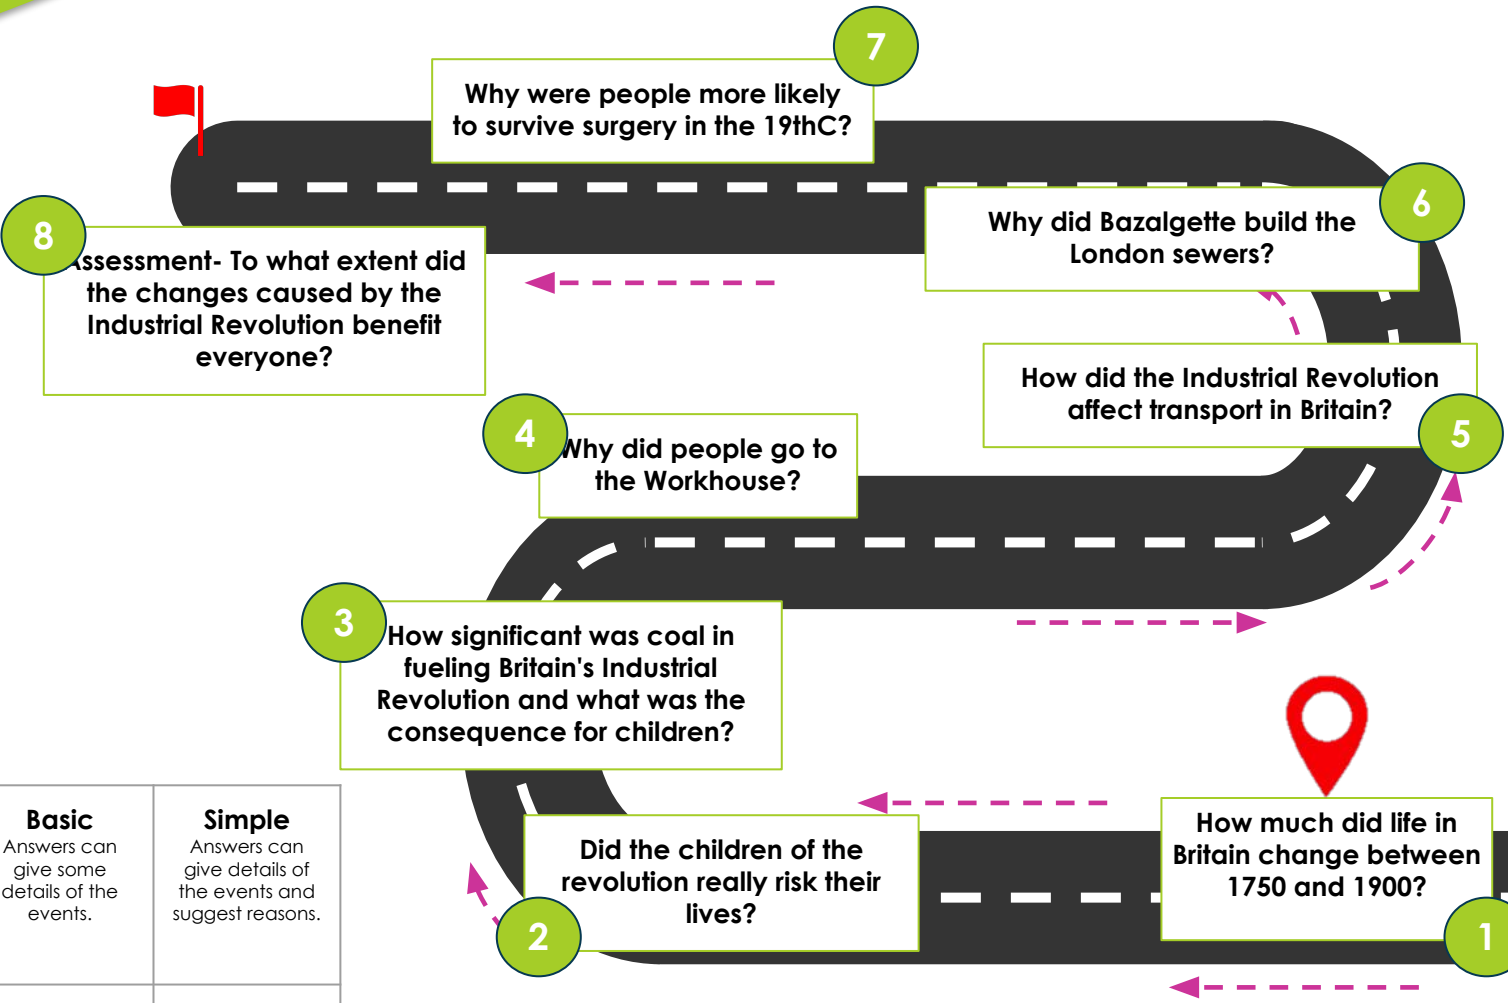 7
Why were people more likely
to survive surgery in the 19thC?
6
Why did Bazalgette build the
London sewers?
8
Assessment- To what extent did
the changes caused by the
Industrial Revolution benefit
everyone?
How did the Industrial Revolution
affect transport in Britain?
5
4
Why did people go to
the Workhouse?
3
How significant was coal in
fueling Britain's Industrial
Revolution and what was the
consequence for children?
Basic
Answers can
give some
details of the
events.
Simple
Answers can
give details of
the events and
suggest reasons.
Did the children of the
revolution really risk their
lives?
2
How much did life in
Britain change between
1750 and 1900?
1